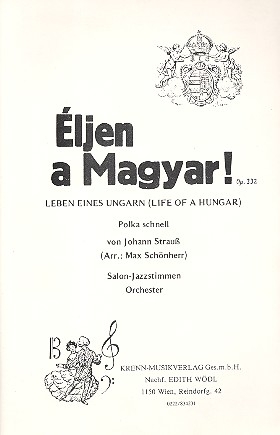 Éljen
a Magyar!
Op. 332
LEBEN EINES UNGARN (LIFE OF A HUNGAR)
Polka schnell
von Johann Strauß
(Arr.: Max Schönherr)
Salon-Jazzstimmen
Orchester
KRENN-MUSIKVERLAG Ges.m.b.H.
Nachf. EDITH WÖDL
1150 Wien, Reindorfg. 42